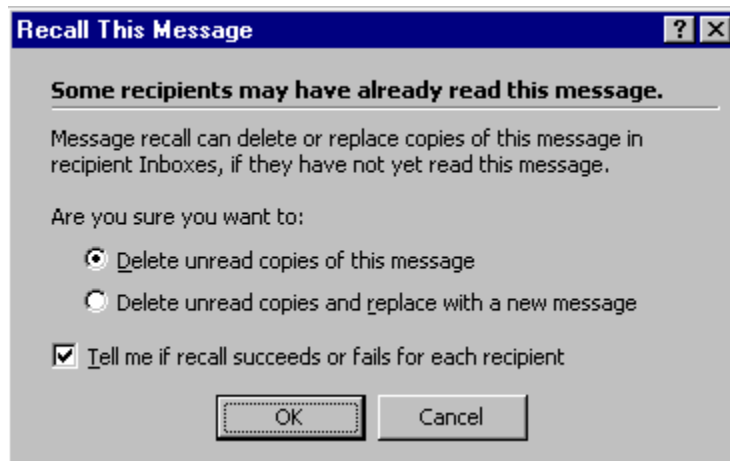 Recall This Message
Some recipients may have already read this message.
Message recall can delete or replace copies of this message in
recipient Inboxes, if they have not yet read this message.
Are you sure you want to:
Delete unread copies of this message
Delete unread copies and replace with a new message
Tell me if recall succeeds or fails for each recipient
OK Cancel